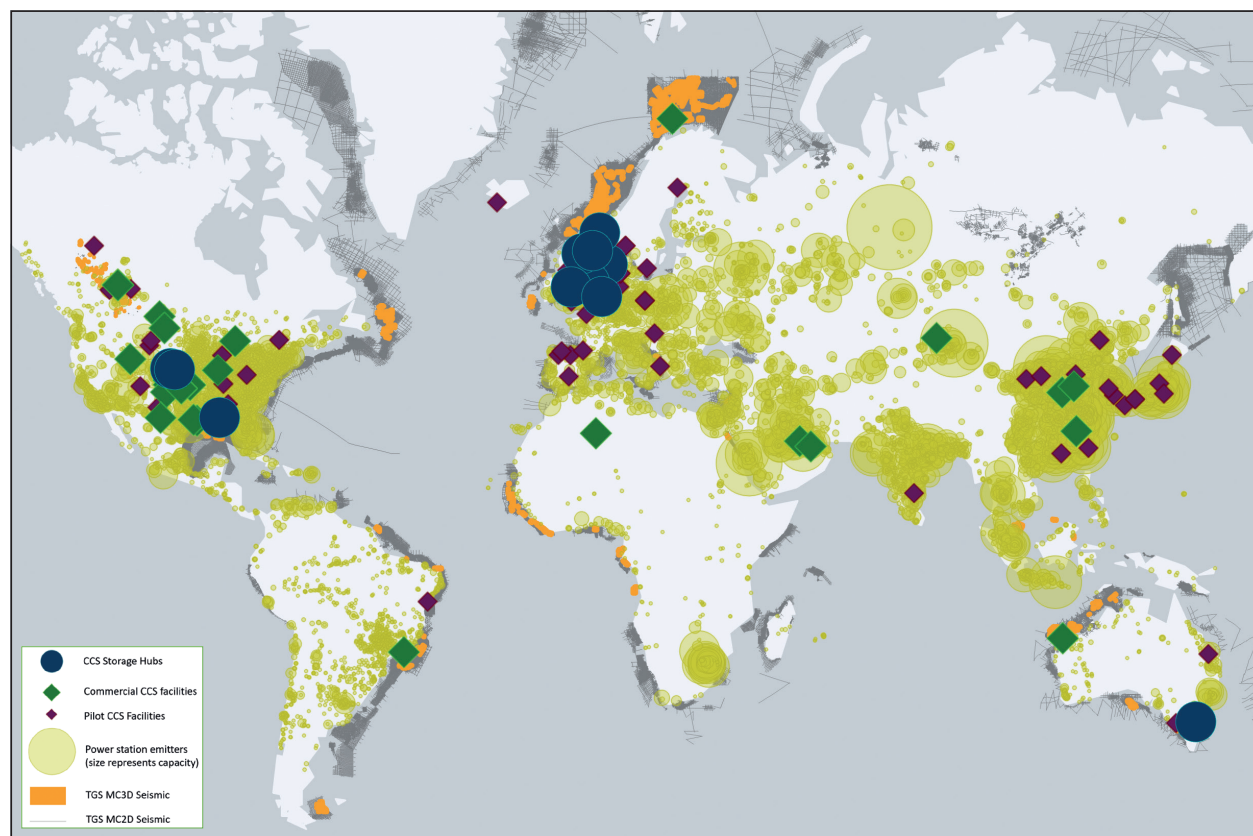 CCS Storage Hubs
Commercial CCS facilities
Pilot CCS Facilities
Power station emitters
(size represents capacity)
TGS MC3D Seismic
TGS MC2D Seismic